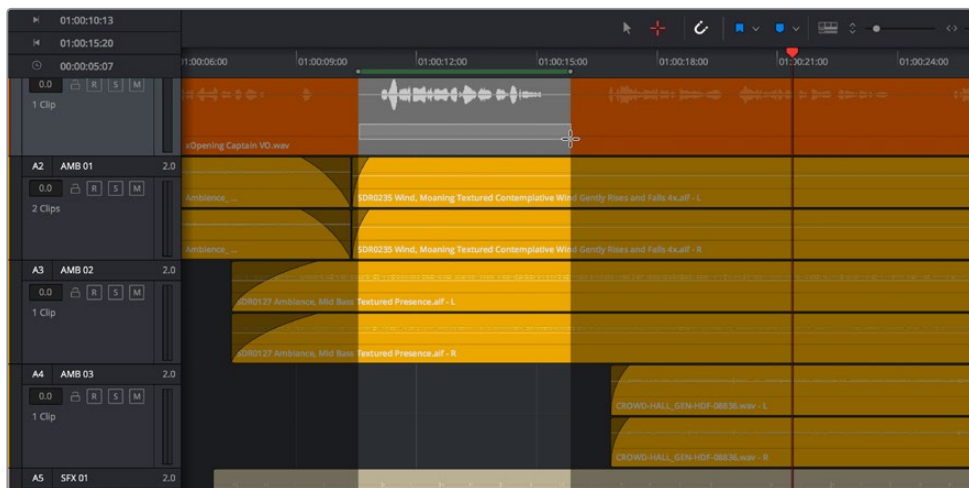 01:00:10:13
01:00:15:20
00:00:05:07
01:00:06:00 01:00:09:00 01:00:12:00 01:00:15:00 01:00:18:00 01:00:21:00 01:00:24:00
0.0 R S M
1 Clip
xOpening Captain VO.wav
A2 AMB 01 2.0
0.0 R S M
Ambience_ ... SDR0235 Wind, Moaning Textured Contemplative Wind Gently Rises and Falls 4x.aif - L
2 Clips
Ambience_ ... SDR0235 Wind, Moaning Textured Contemplative Wind Gently Rises and Falls 4x.aif - R
A3 AMB 02 2.0
0.0 R S M
SDR0127 Ambiance, Mid Bass Textured Presence.aif - L
1 Clip
SDR0127 Ambiance, Mid Bass Textured Presence.aif - R
A4 AMB 03 2.0
0.0 R S M
CROWD-HALL_GEN-HDF-08836.wav - L
1 Clip
CROWD-HALL_GEN-HDF-08836.wav - R
A5 SFX 01 2.0